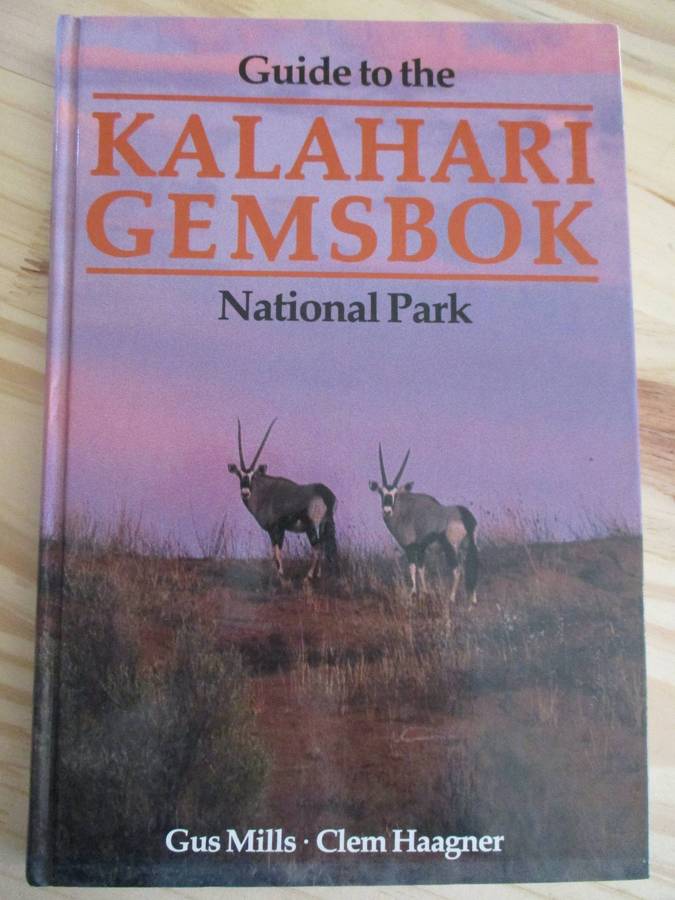 Guide to the
KALAHARI
GEMSBOK
National Park
Gus Mills · Clem Haagner